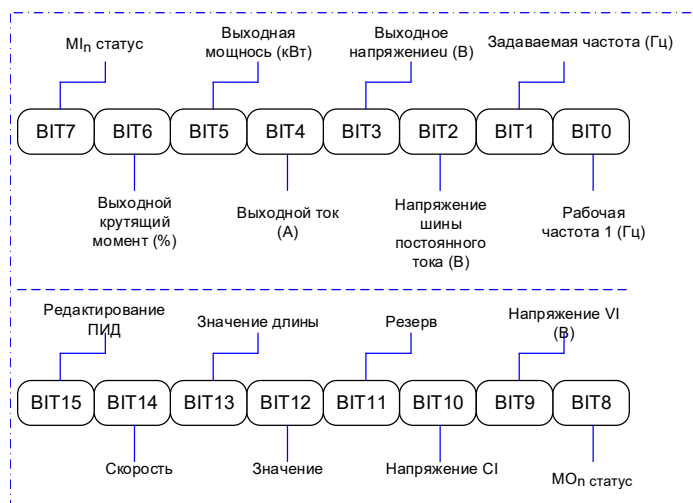 MIn статус
Выходная
мощнось (кВт)
Выходное
напряжениеu (В)
Задаваемая частота (Гц)
BIT7 BIT6 BIT5 BIT4 BIT3 BIT2 BIT1 BIT0
Выходной
крутящий
момент (%)
Выходной ток
(А)
Напряжение
шины
постоянного
тока (В)
Рабочая
частота 1 (Гц)
Редактирование
ПИД
Значение длины
Резерв
Напряжение VI
(В)
BIT15 BIT14 BIT13 BIT12 BIT11 BIT10 BIT9 BIT8
Скорость
Значение
Напряжение CI
MOn статус